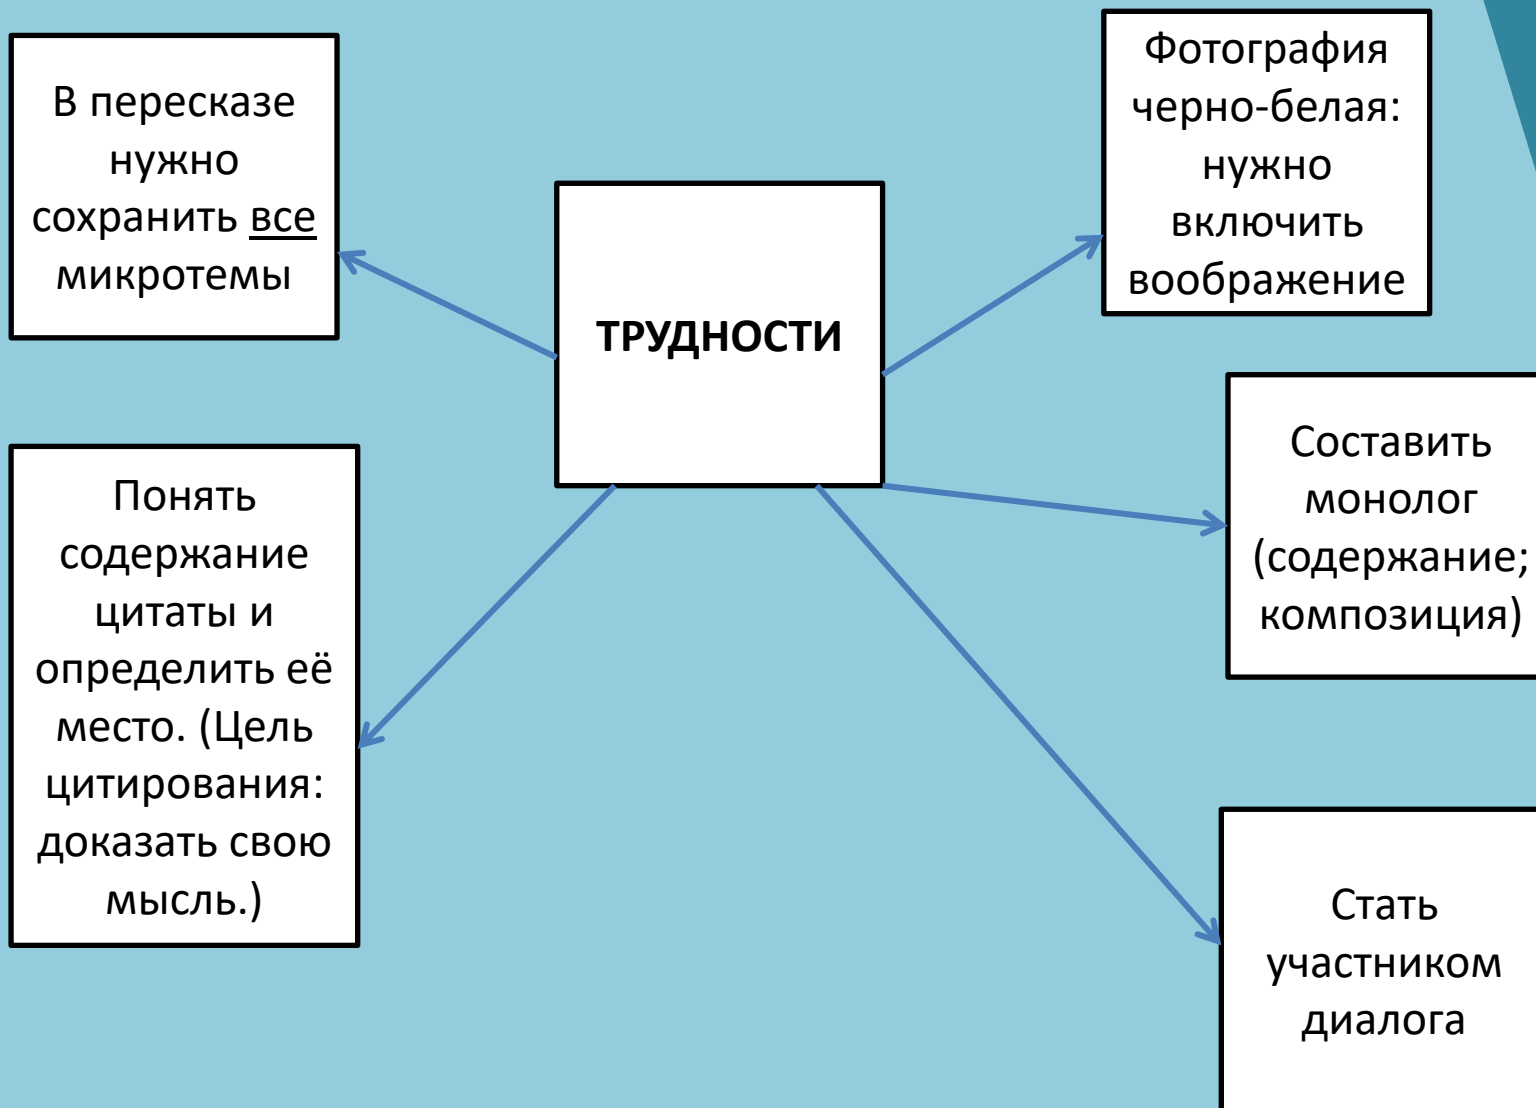 В пересказе
нужно
сохранить все
микротемы
ТРУДНОСТИ
Фотография
черно-белая:
нужно
включить
воображение
Понять
содержание
цитаты и
определить её
место. (Цель
цитирования:
доказать свою
мысль.)
Составить
монолог
(содержание;
композиция)
Стать
участником
диалога